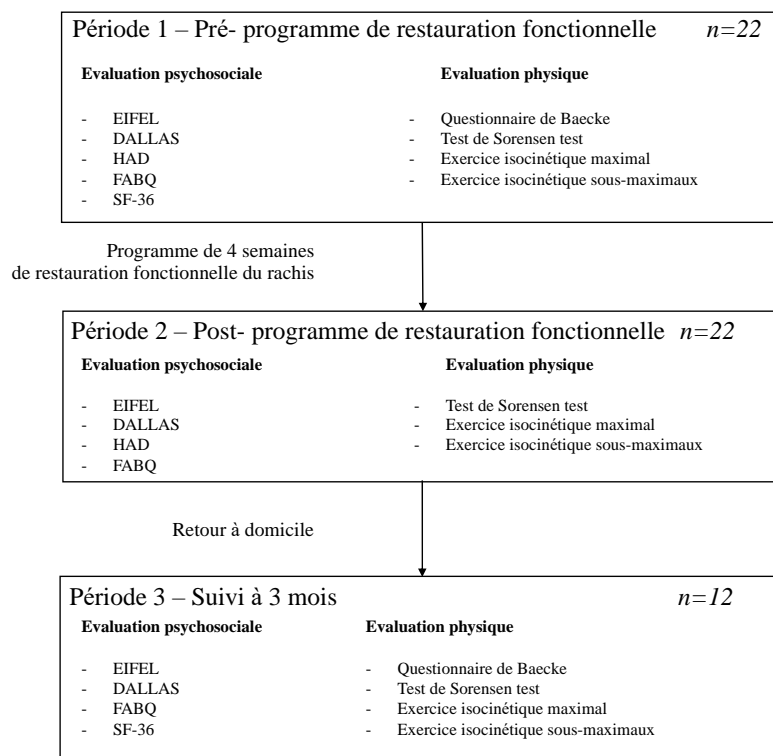 Période 1 – Pré- programme de restauration fonctionnelle n=22
Evaluation psychosociale Evaluation physique
- EIFEL - Questionnaire de Baecke
- DALLAS - Test de Sorensen test
- HAD - Exercice isocinétique maximal
- FABQ - Exercice isocinétique sous-maximaux
- SF-36
Programme de 4 semaines
de restauration fonctionnelle du rachis
Période 2 – Post- programme de restauration fonctionnelle n=22
Evaluation psychosociale Evaluation physique
- EIFEL - Test de Sorensen test
- DALLAS - Exercice isocinétique maximal
- HAD - Exercice isocinétique sous-maximaux
- FABQ
Retour à domicile
Période 3 – Suivi à 3 mois n=12
Evaluation psychosociale Evaluation physique
- EIFEL - Questionnaire de Baecke
- DALLAS - Test de Sorensen test
- FABQ - Exercice isocinétique maximal
- SF-36 - Exercice isocinétique sous-maximaux